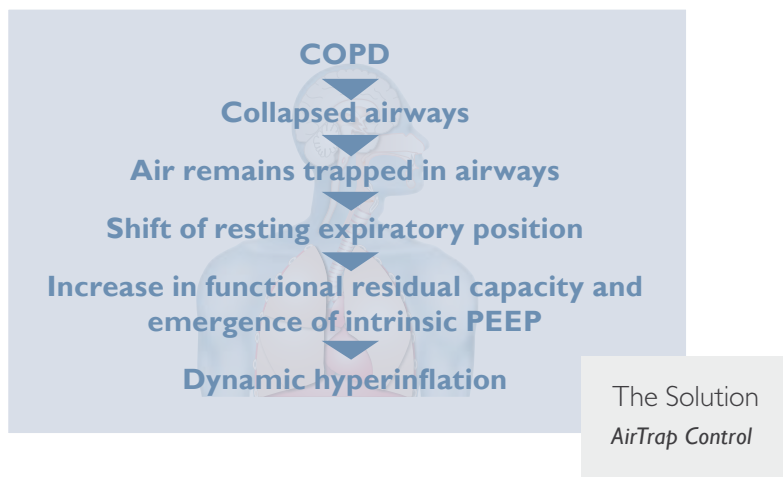 COPD
Collapsed airways
Air remains trapped in airways
Shift of resting expiratory position
Increase in functional residual capacity and
emergence of intrinsic PEEP
Dynamic hyperinflation
The Solution
AirTrap Control